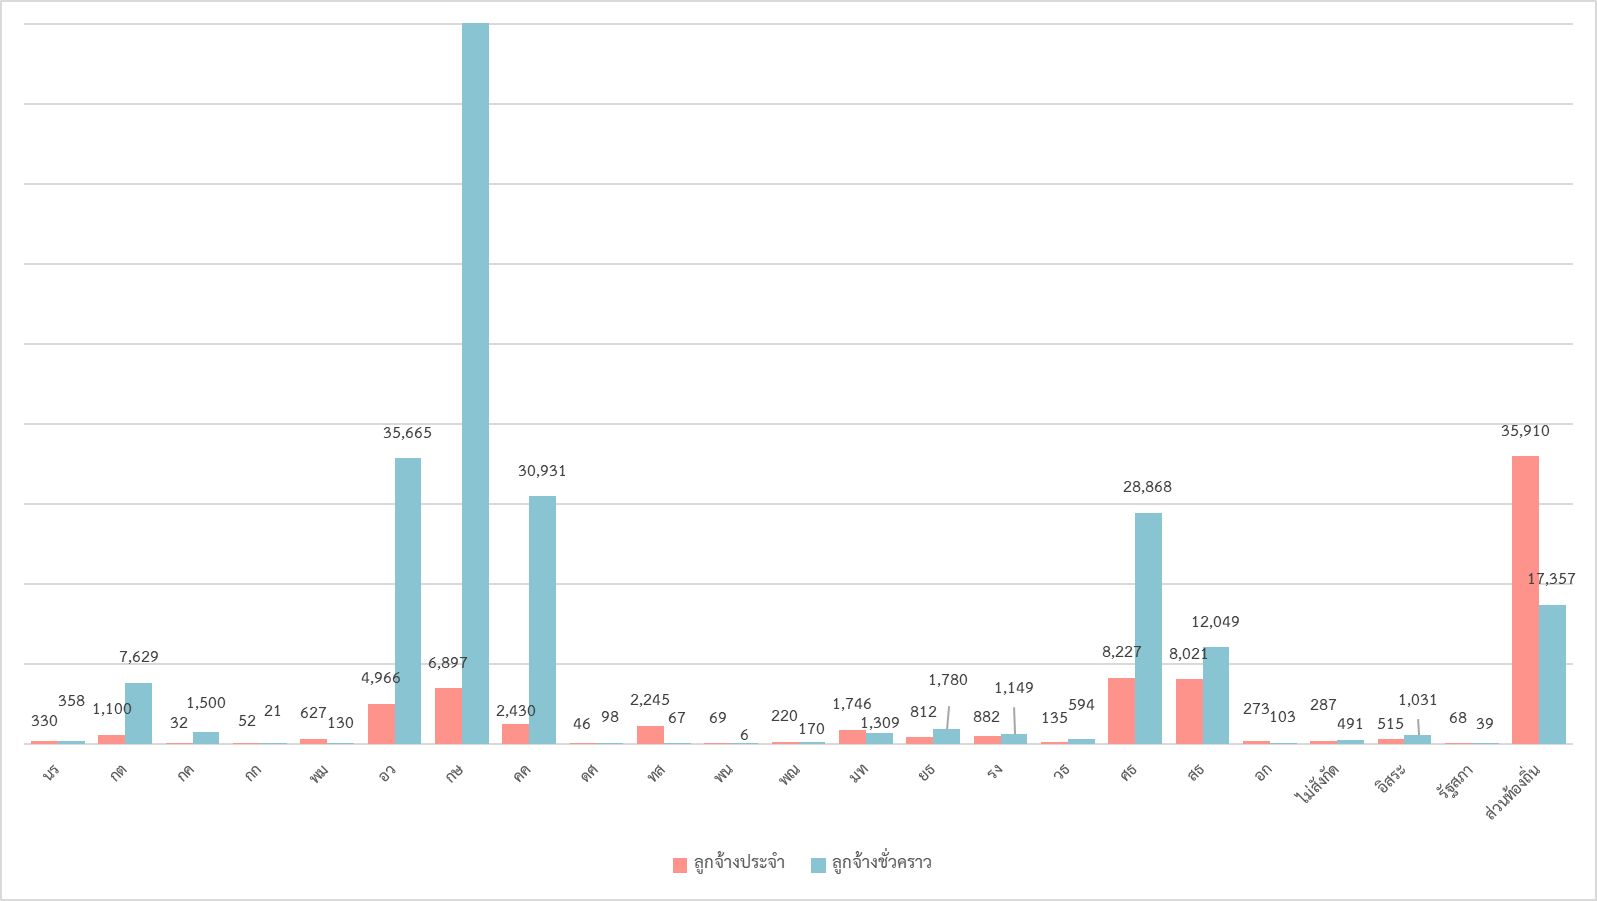 35,665
35,910
30,931
28,868
17,357
12,049
7,629
8,227
8,021
6,897
4,966
1,780
1,149
2,245
358
1,500
1,031
1,746
594
1,100
2,430
273
287
627
812
21
69
67
98
220
882
135
103
68
330
32
52
130
46
6
170
1,309
491
515
39
นร
กต
กค
กก
พม
อว
กษ
คค
ดศ
ทส
พน
พณ
มท
ยธ
รง
วธ
ศธ
สธ
อก
ไม่สังกัด
อิสระ
รัฐสภา
ส่วนท้องถิ่น
ลูกจ้างประจำ ลูกจ้างชั่วคราว